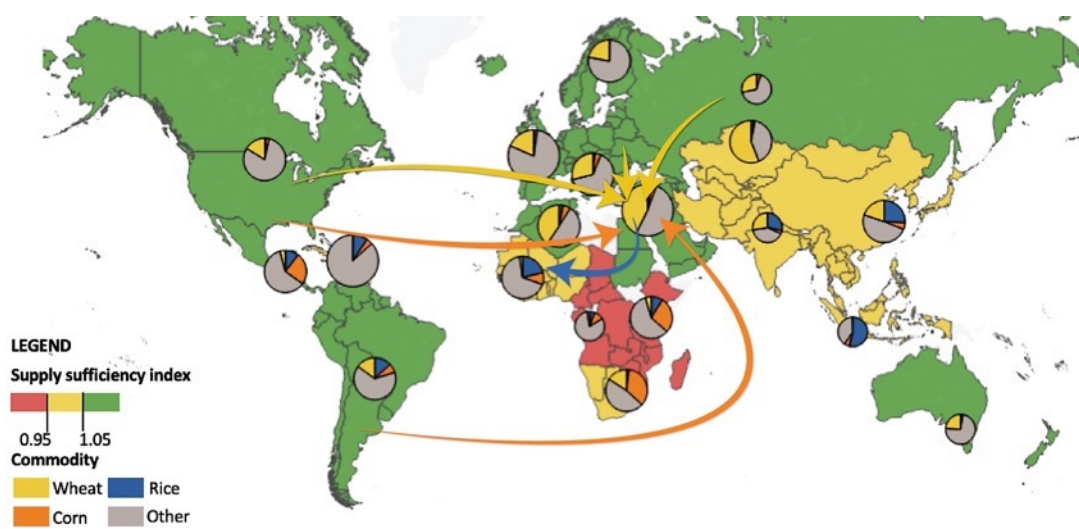 LEGEND
Supply sufficiency index
0.95 1.05
Commodity
Wheat Rice
Corn Other